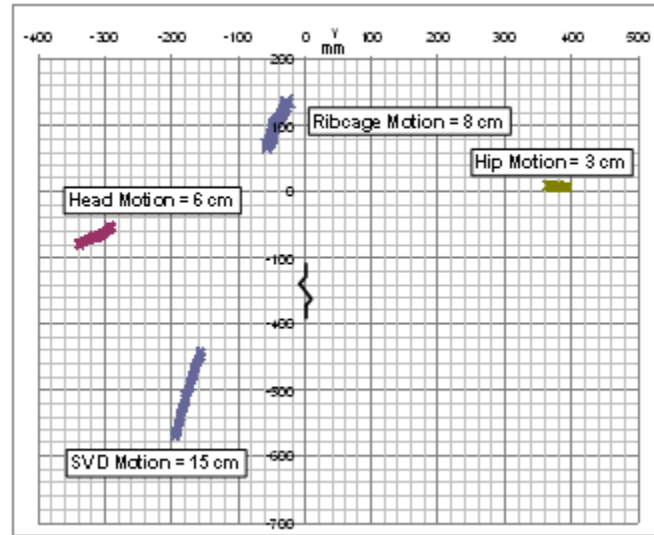 -400 -300 -200 -100 0 Y 100 200 300 400 500
mm
200
100
Ribcage Motion = 8 cm
Hip Motion = 3 cm
0
Head Motion = 6 cm
-100
-400
-500
SVD Motion = 15 cm
-600
-700